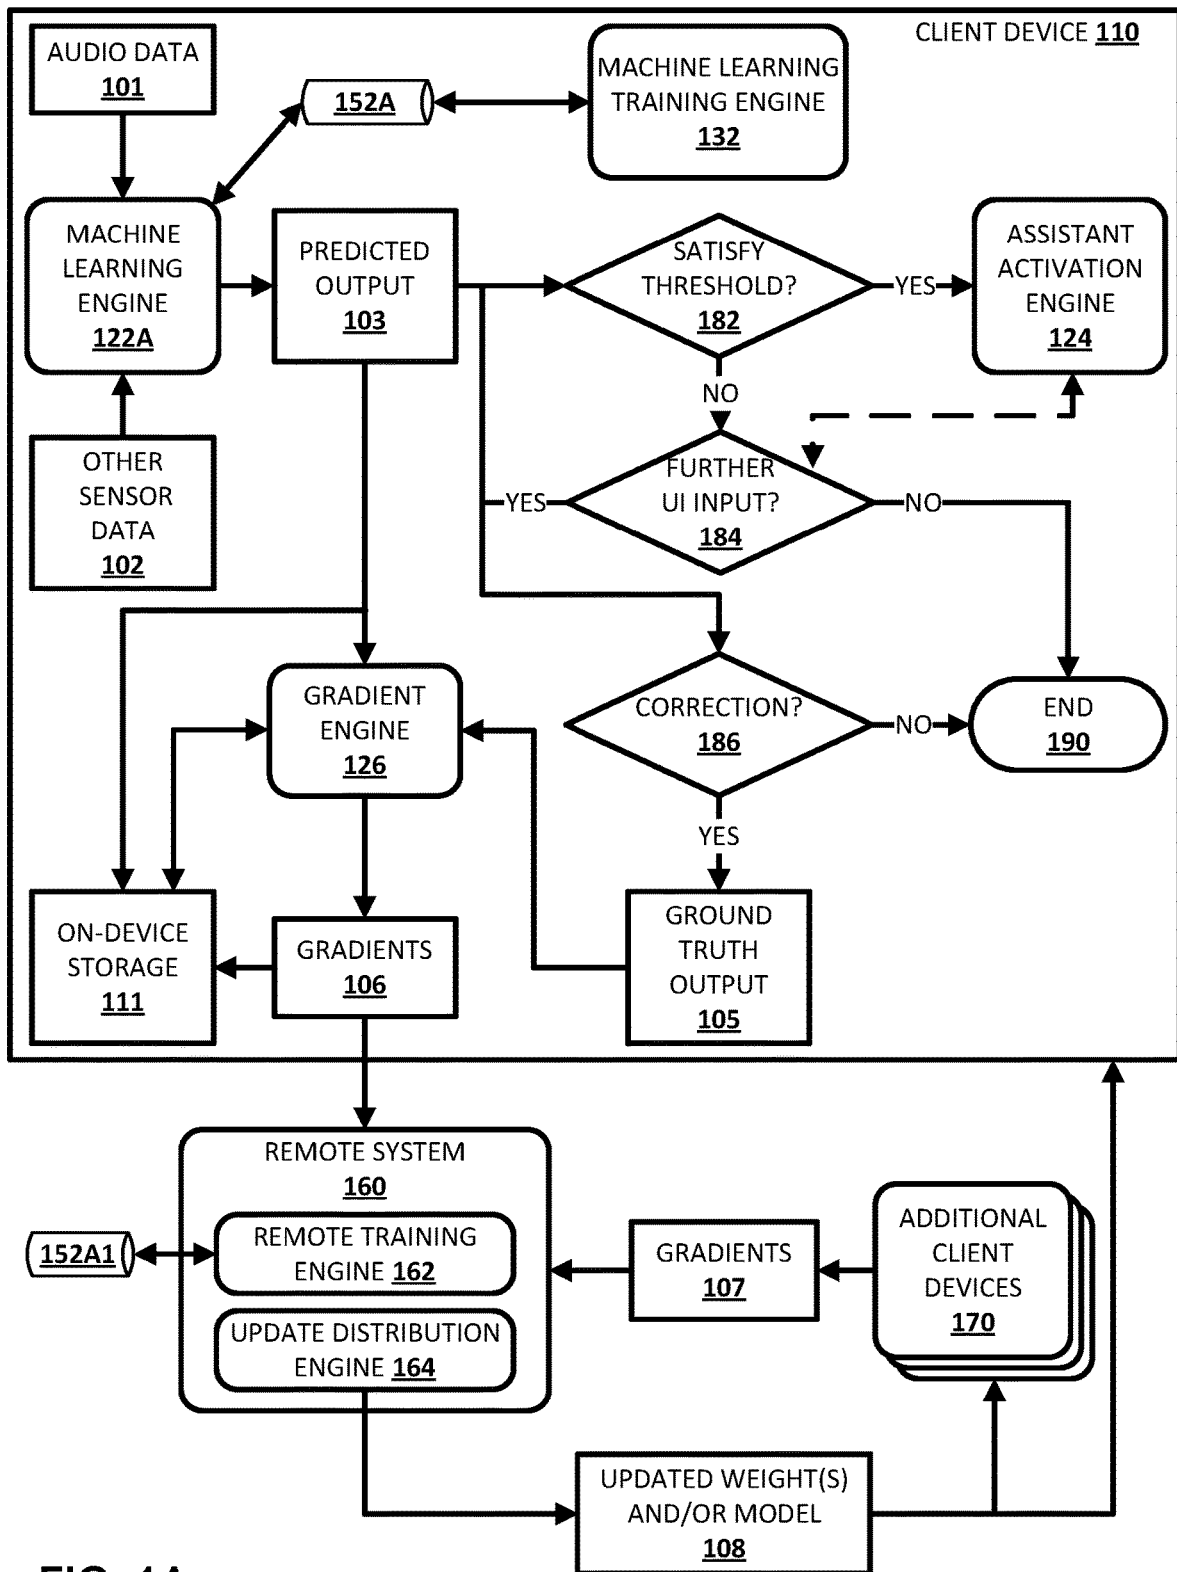 CLIENT DEVICE 110
AUDIO DATA
101
152A
MACHINE LEARNING
TRAINING ENGINE
132
MACHINE
LEARNING
ENGINE
122A
PREDICTED
OUTPUT
103
SATISFY
THRESHOLD?
182
YES
ASSISTANT
ACTIVATION
ENGINE
124
NO
OTHER
SENSOR
DATA
102
YES
FURTHER
UI INPUT?
184
NO
GRADIENT
ENGINE
126
CORRECTION?
186
NO
END
190
YES
ON-DEVICE
STORAGE
111
GRADIENTS
106
GROUND
TRUTH
OUTPUT
105
REMOTE SYSTEM
160
152A1
REMOTE TRAINING
ENGINE 162
UPDATE DISTRIBUTION
ENGINE 164
GRADIENTS
107
ADDITIONAL
CLIENT
DEVICES
170
UPDATED WEIGHT(S)
AND/OR MODEL
108
FIG. 1A